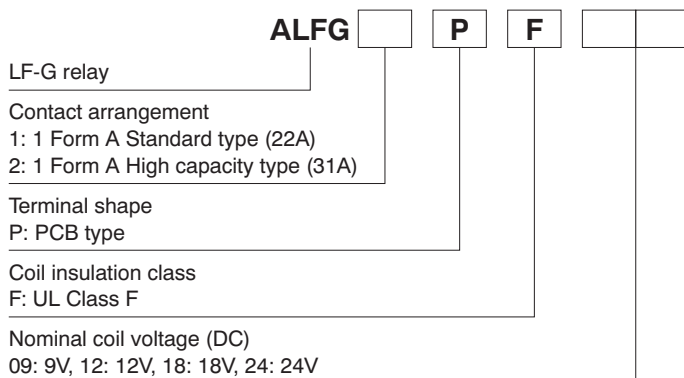 ALFG P F
LF-G relay
Contact arrangement
1: 1 Form A Standard type (22A)
2: 1 Form A High capacity type (31A)
Terminal shape
P: PCB type
Coil insulation class
F: UL Class F
Nominal coil voltage (DC)
09: 9V, 12: 12V, 18: 18V, 24: 24V